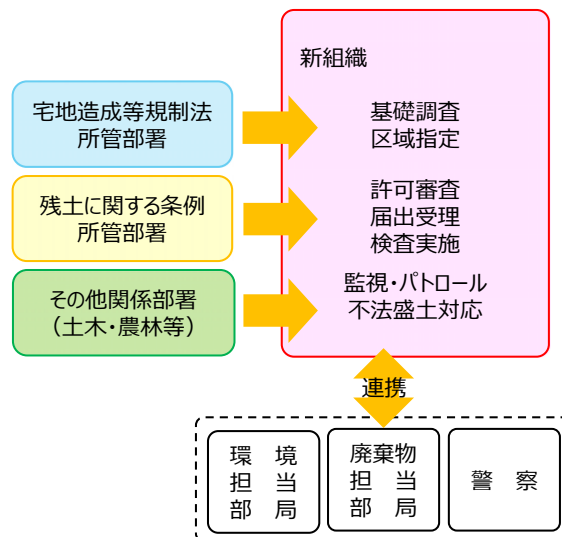 新組織
宅地造成等規制法
所管部署
基礎調査
区域指定
残土に関する条例
所管部署
許可審査
届出受理
検査実施
その他関係部署
（土木・農林等）
監視・パトロール
不法盛土対応
連携
環　境
担　当
部　局
廃棄物
担　当
部　局
警　察